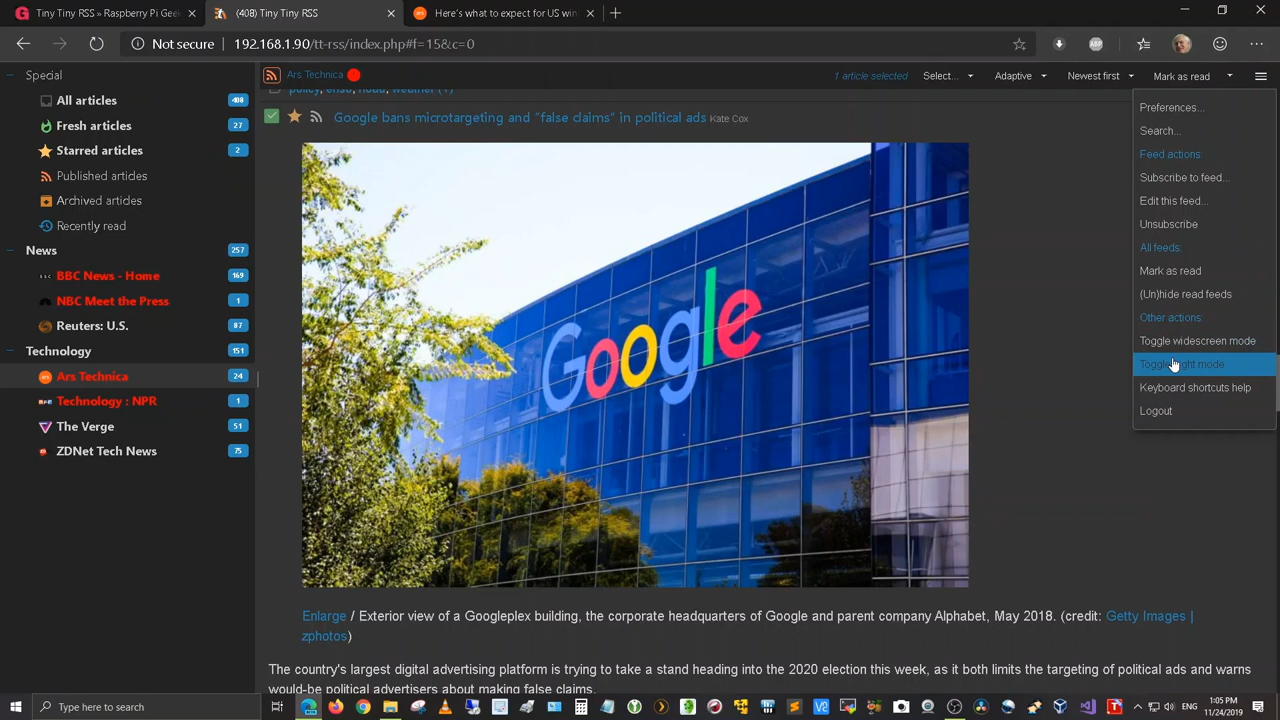 Tiny Tiny RSS » Raspberry Pi Geek
(408) Tiny Tiny RSS
Here's what to expect for US win
Not secure
192.168.1.90/tt-rss/index.php#f=15&c=0
Special
All articles 408
Fresh articles 27
Starred articles 2
Published articles
Archived articles
Recently read
News 257
BBC News - Home 169
NBC Meet the Press 1
Reuters: U.S. 87
Technology 151
Ars Technica 24
Technology : NPR 1
The Verge 51
ZDNet Tech News 75
Ars Technica
1 article selected
Select...
Adaptive
Newest first
Mark as read
Google bans microtargeting and "false claims" in political ads Kate Cox
Google
Enlarge / Exterior view of a Googleplex building, the corporate headquarters of Google and parent company Alphabet, May 2018. (credit: Getty Images |
zphotos)
The country's largest digital advertising platform is trying to take a stand heading into the 2020 election this week, as it both limits the targeting of political ads and warns
would-be political advertisers about making false claims.
Preferences...
Search...
Feed actions:
Subscribe to feed...
Edit this feed...
Unsubscribe
All feeds:
Mark as read
(Un)hide read feeds
Other actions:
Toggle widescreen mode
Toggle night mode
Keyboard shortcuts help
Logout
Type here to search
ENG
1:05 PM
11/24/2019